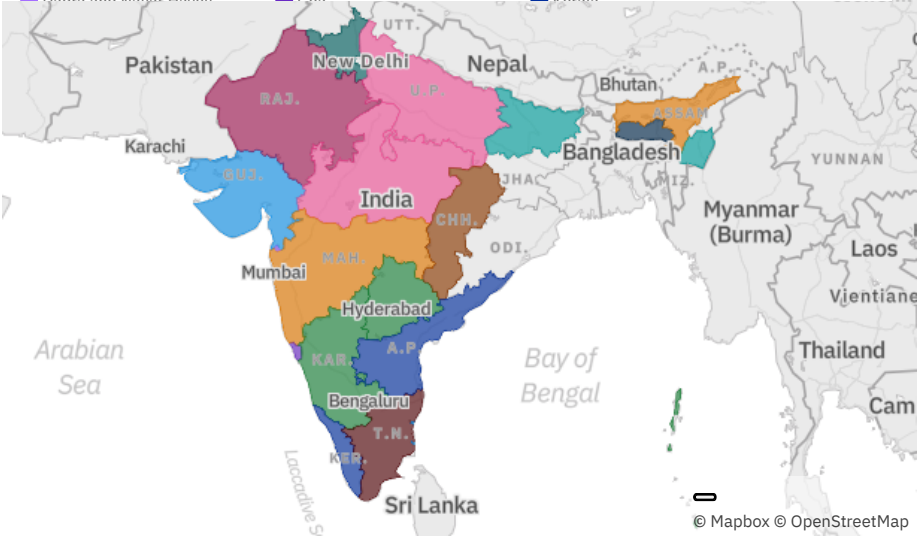 UTT.
A.P.
Pakistan
New Delhi
Nepal
Bhutan
RAJ.
U.P.
ASSAM
Karachi
Bangladesh
YUNNAN
GUJ.
India
JHA.
MIZ.
CHH.
Myanmar
(Burma)
ODI.
Laos
Mumbai
MAH.
Hyderabad
Vientiane
Arabian
Sea
KAR.
A.P.
Bay of
Bengal
Thailand
Bengaluru
Cam
T.N.
KER.
Laccadive S
Sri Lanka
© Mapbox © OpenStreetMap